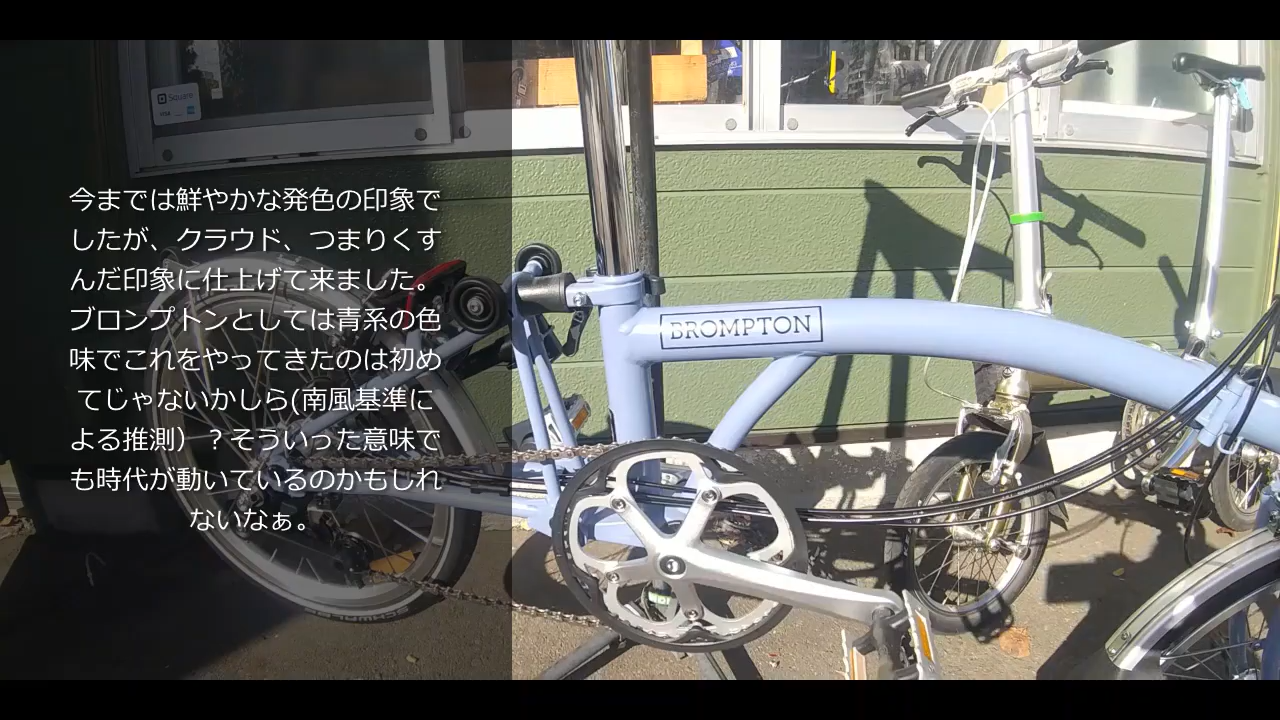 Square
VISA
今までは鮮やかな発色の印象で
したが、クラウド、つまりくす
んだ印象に仕上げて来ました。
ブロンプトンとしては青系の色
味でこれをやってきたのは初め
てじゃないかしら(南風基準に
よる推測）？そういった意味で
も時代が動いているのかもしれ
ないなぁ。
BROMPTON
SCHWALBE